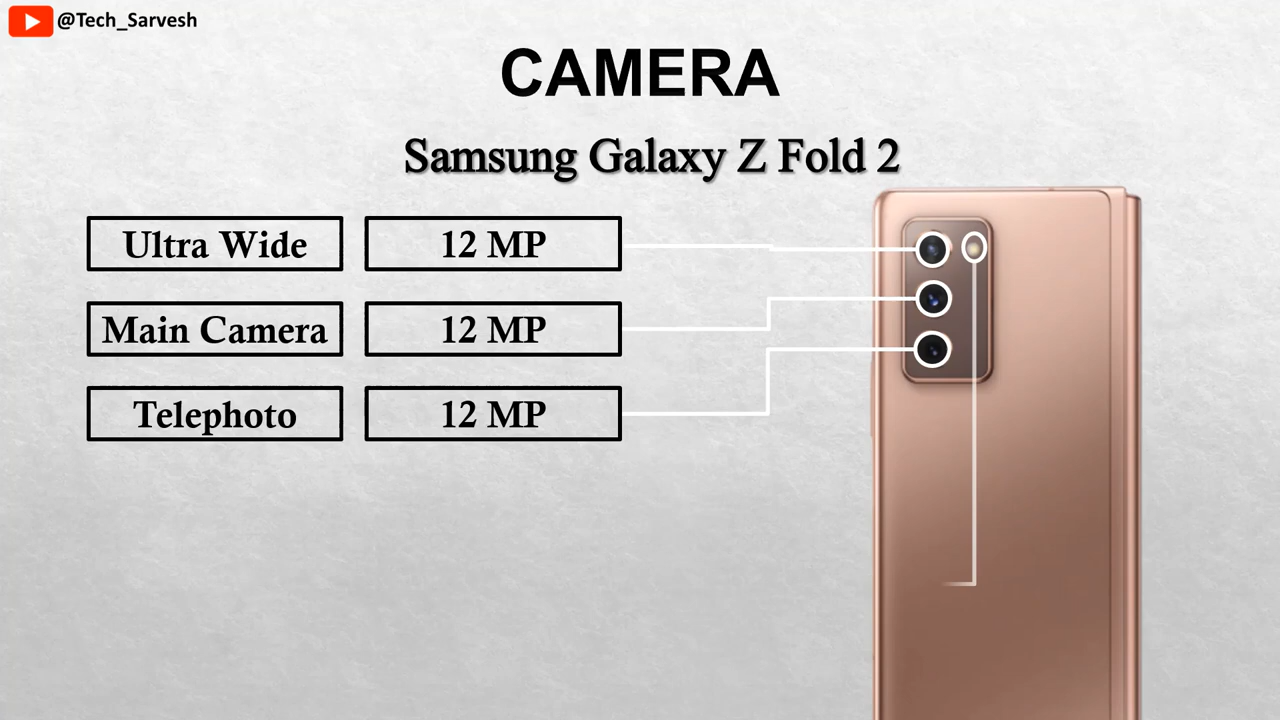 @Tech_Sarvesh
CAMERA
Samsung Galaxy Z Fold 2
Ultra Wide 12 MP
Main Camera 12 MP
Telephoto 12 MP